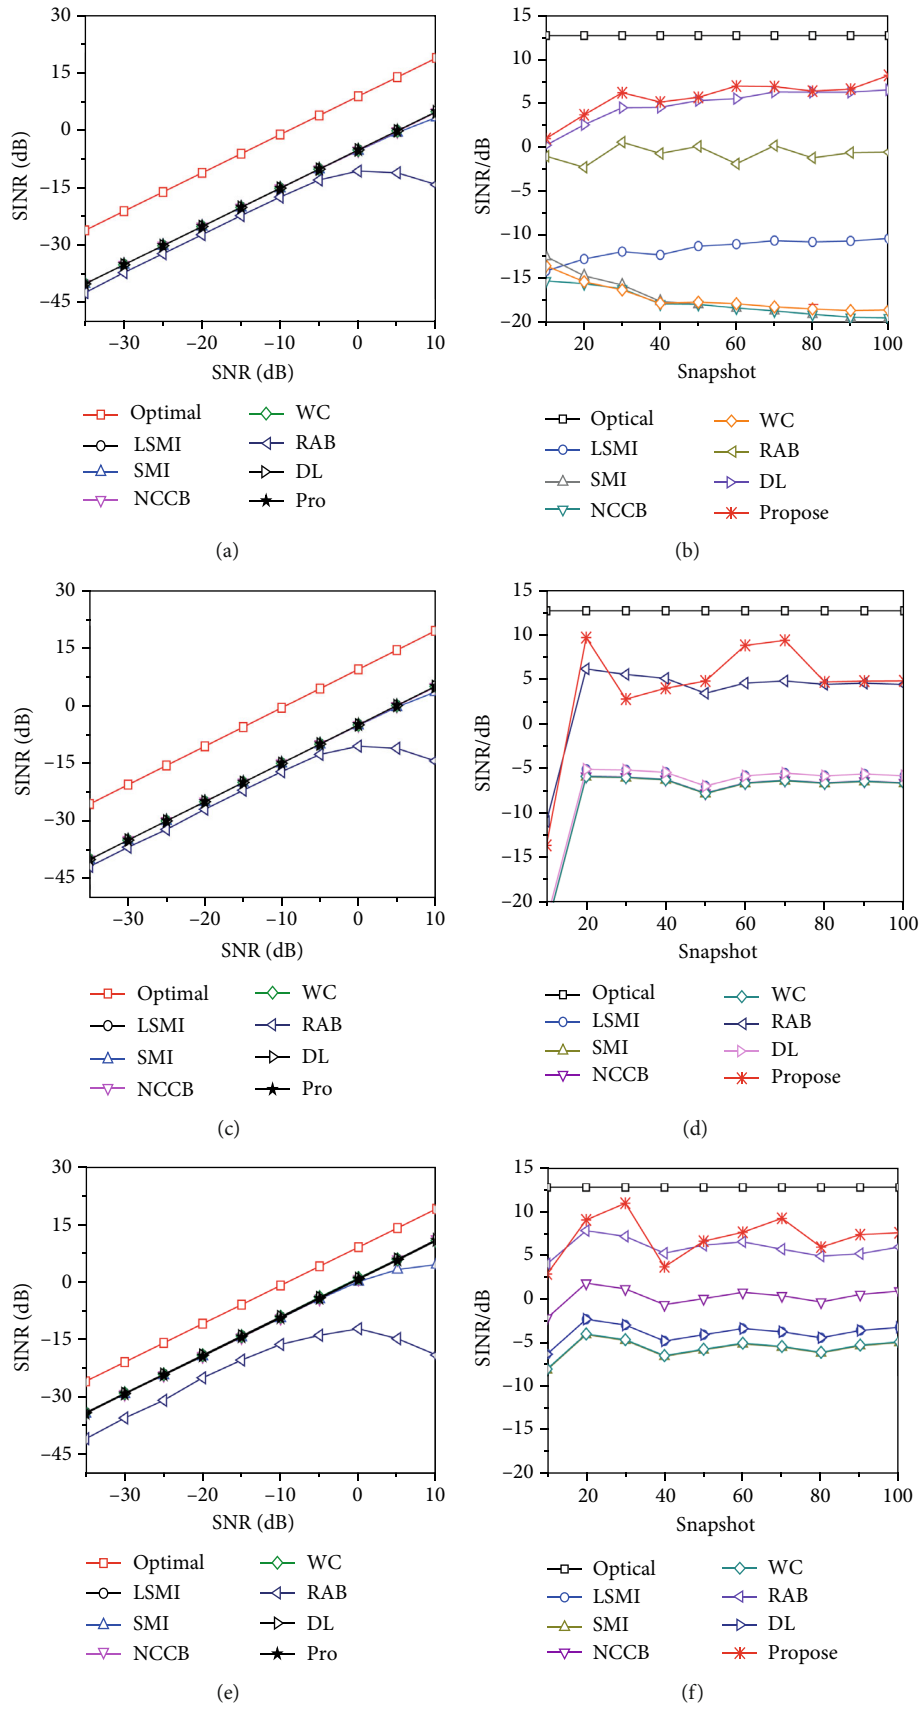 30
15
0
−15
−30
−45
SINR (dB)
−30
−20
−10
0
10
SNR (dB)
Optimal
LSMI
SMI
NCCB
WC
RAB
DL
Pro
(a)
15
10
5
0
−5
−10
−15
−20
SINR/dB
20
40
60
80
100
Snapshot
Optical
LSMI
SMI
NCCB
WC
RAB
DL
Propose
(b)
30
15
0
−15
−30
−45
SINR (dB)
−30
−20
−10
0
10
SNR (dB)
Optimal
LSMI
SMI
NCCB
WC
RAB
DL
Pro
(c)
15
10
5
0
−5
−10
−15
−20
SINR/dB
20
40
60
80
100
Snapshot
Optical
LSMI
SMI
NCCB
WC
RAB
DL
Propose
(d)
30
15
0
−15
−30
−45
SINR (dB)
−30
−20
−10
0
10
SNR (dB)
Optimal
LSMI
SMI
NCCB
WC
RAB
DL
Pro
(e)
15
10
5
0
−5
−10
−15
−20
SINR/dB
20
40
60
80
100
Snapshot
Optical
LSMI
SMI
NCCB
WC
RAB
DL
Propose
(f)